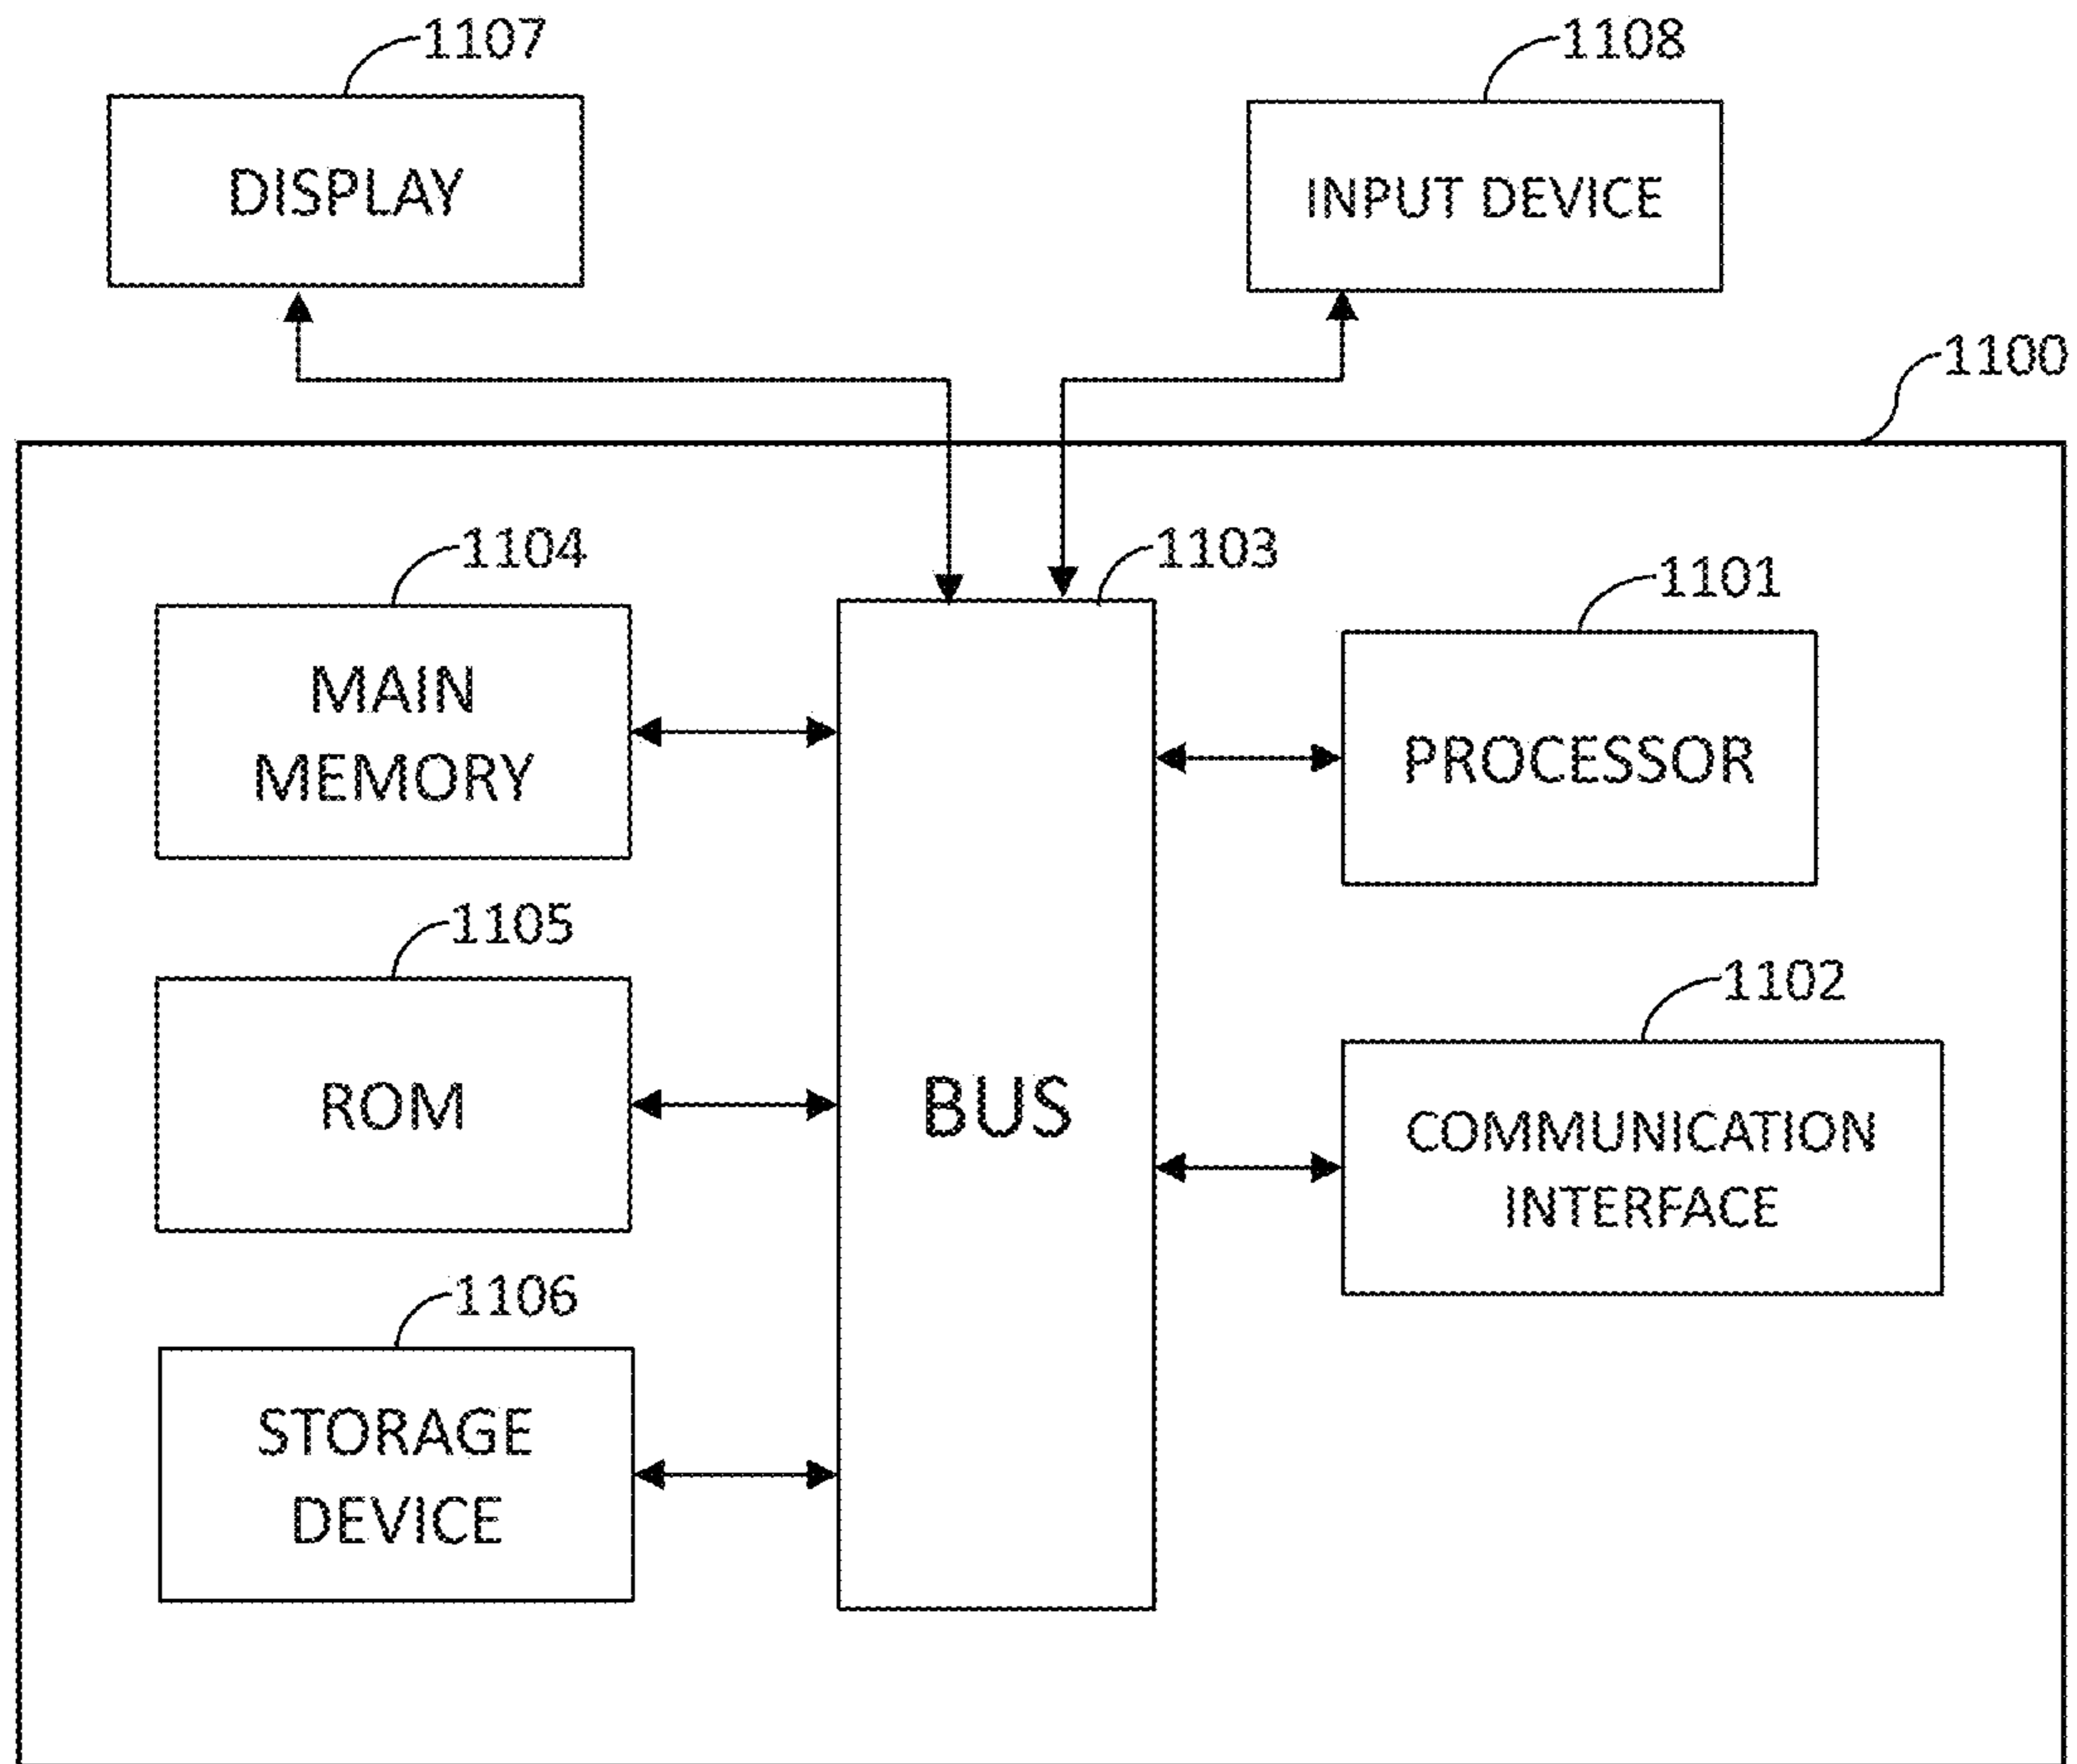 1107
1108
DISPLAY
INPUT DEVICE
1100
1104
1103
1101
MAIN
MEMORY
PROCESSOR
1105
1102
ROM
BUS
COMMUNICATION
INTERFACE
1106
STORAGE
DEVICE